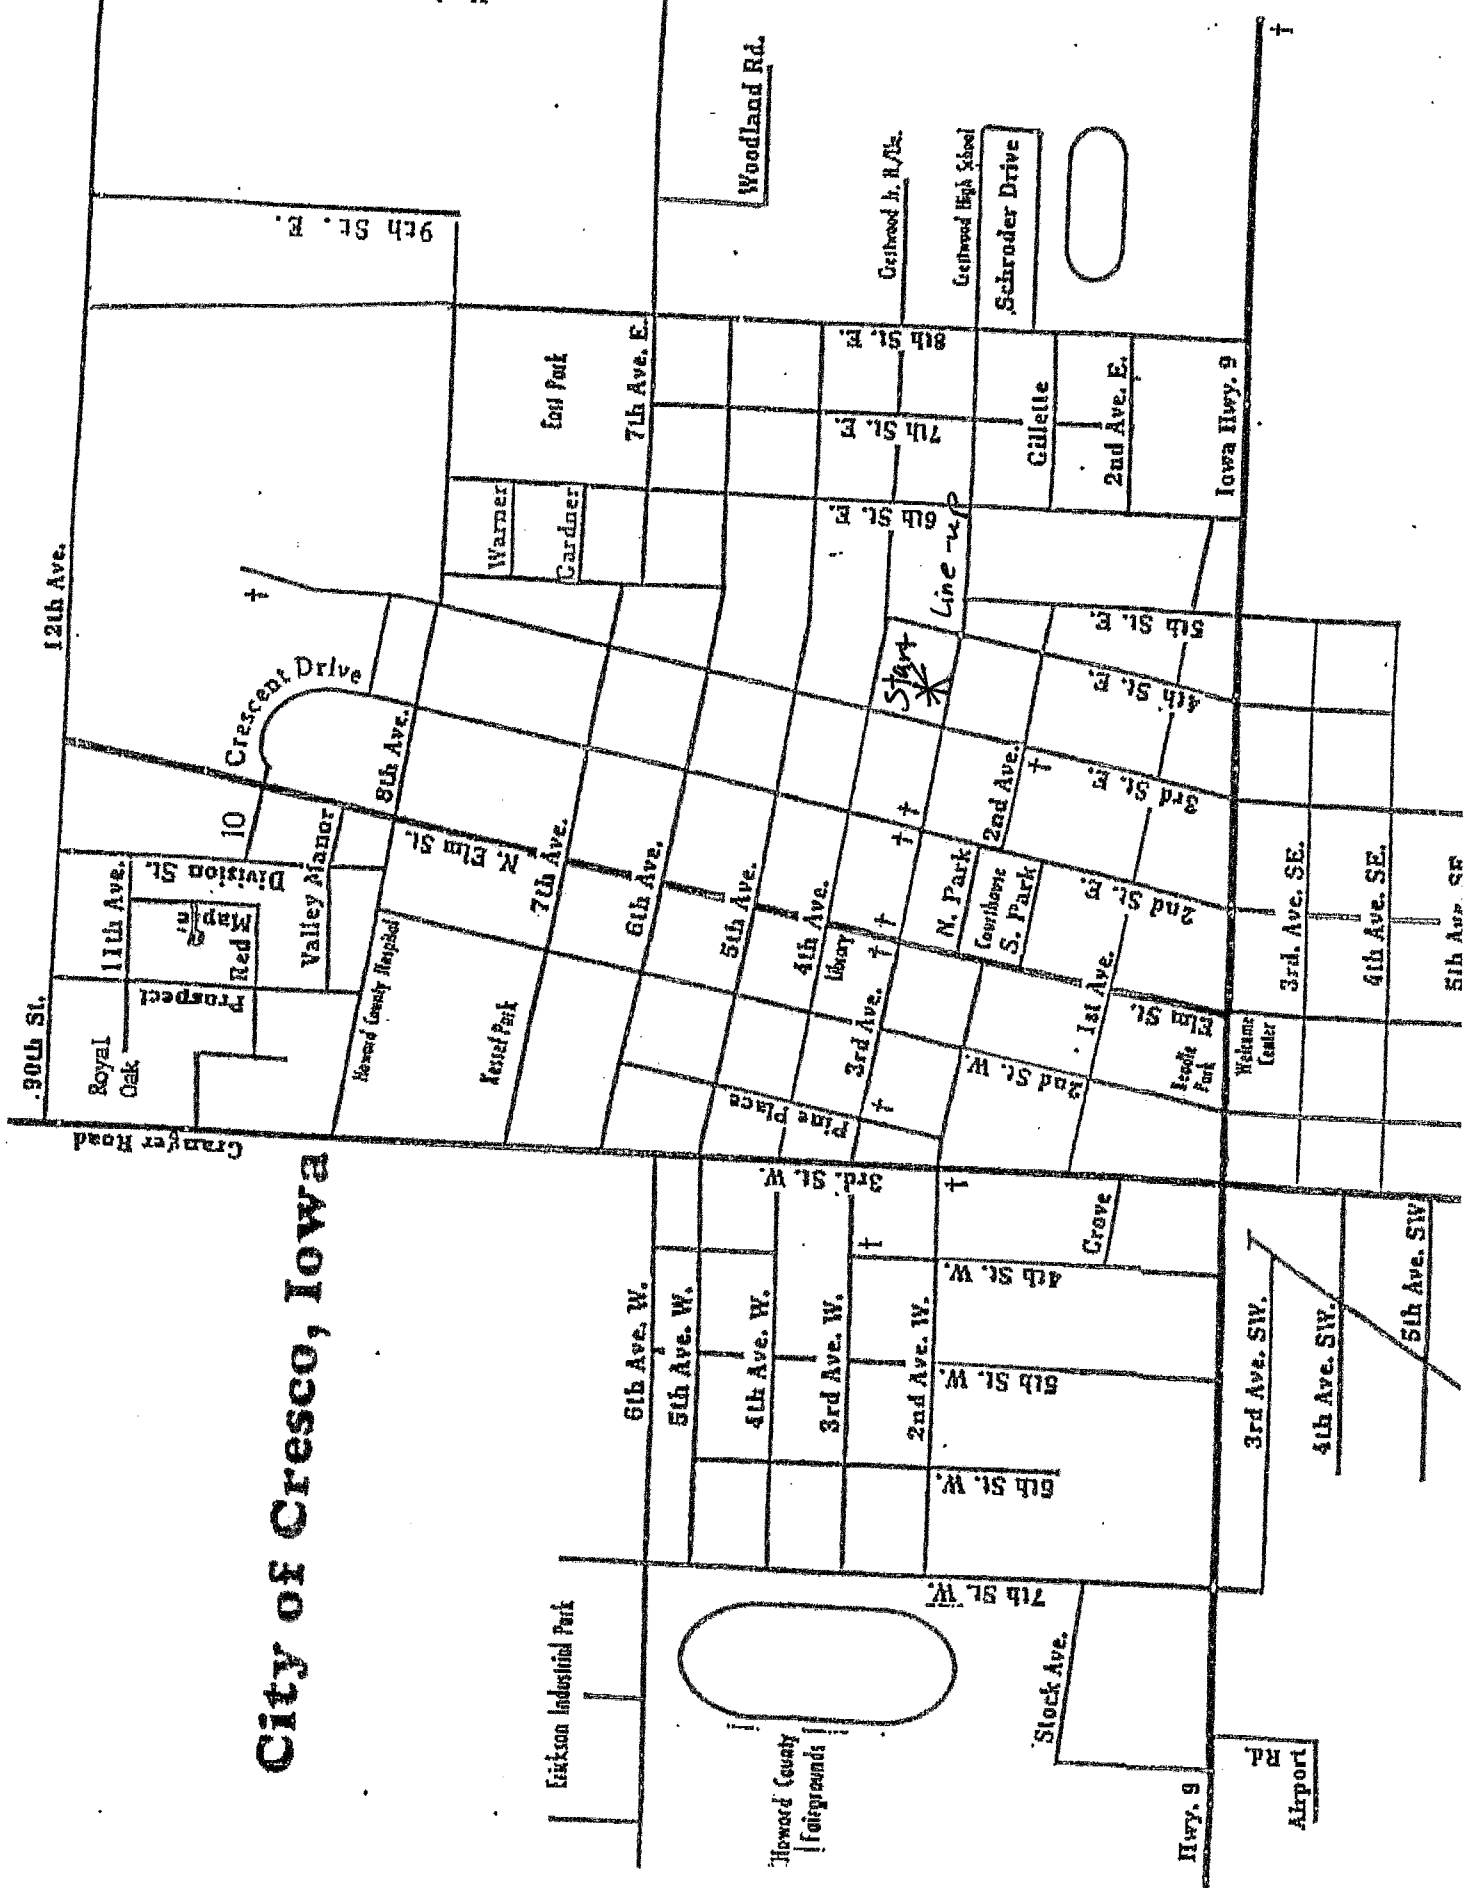 City of Cresco, Iowa
12th Ave.
90th St.
Granger Road
Royal
Oak
11th Ave.
Prospect
Red Maple
Division St.
Valley Manor
10
Crescent Drive
9th St. E.
8th Ave.
N. Elm St.
Howard County Hospital
Kessel Park
7th Ave.
6th Ave.
5th Ave.
4th Ave.
Library
3rd Ave.
Pine Place
Warner
Gardner
East Park
7th Ave. E.
Woodland Rd.
Crestwood High School
Schroder Drive
8th St. E.
7th St. E.
6th St. E.
Gillette
2nd Ave. E.
Iowa Hwy. 9
Line-up
Start
5th St. E.
4th St. E.
3rd St. E.
2nd St. E.
2nd Ave.
N. Park
Courthouse
S. Park
1st Ave.
Elm St.
2nd St. W.
Beadle
Park
Welcome
Center
3rd. Ave. SE.
4th Ave. SE.
5th Ave. SE
3rd. St. W.
4th St. W.
5th St. W.
6th St. W.
7th St. W.
Grove
6th Ave. W.
5th Ave. W.
4th Ave. W.
3rd Ave. W.
2nd Ave. W.
3rd Ave. SW.
4th Ave. SW.
5th Ave. SW
Erickson Industrial Park
Howard County
Fairgrounds
Stock Ave.
Hwy. 9
Airport
Rd.